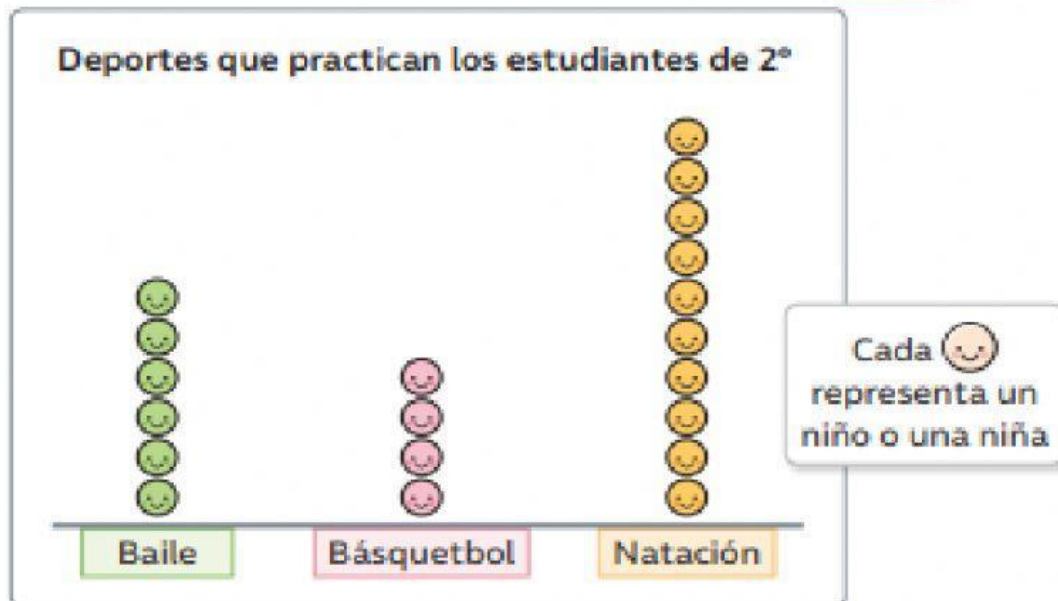 Deportes que practican los estudiantes de 2°
Cada
representa un
niño o una niña
Baile
Básquetbol
Natación